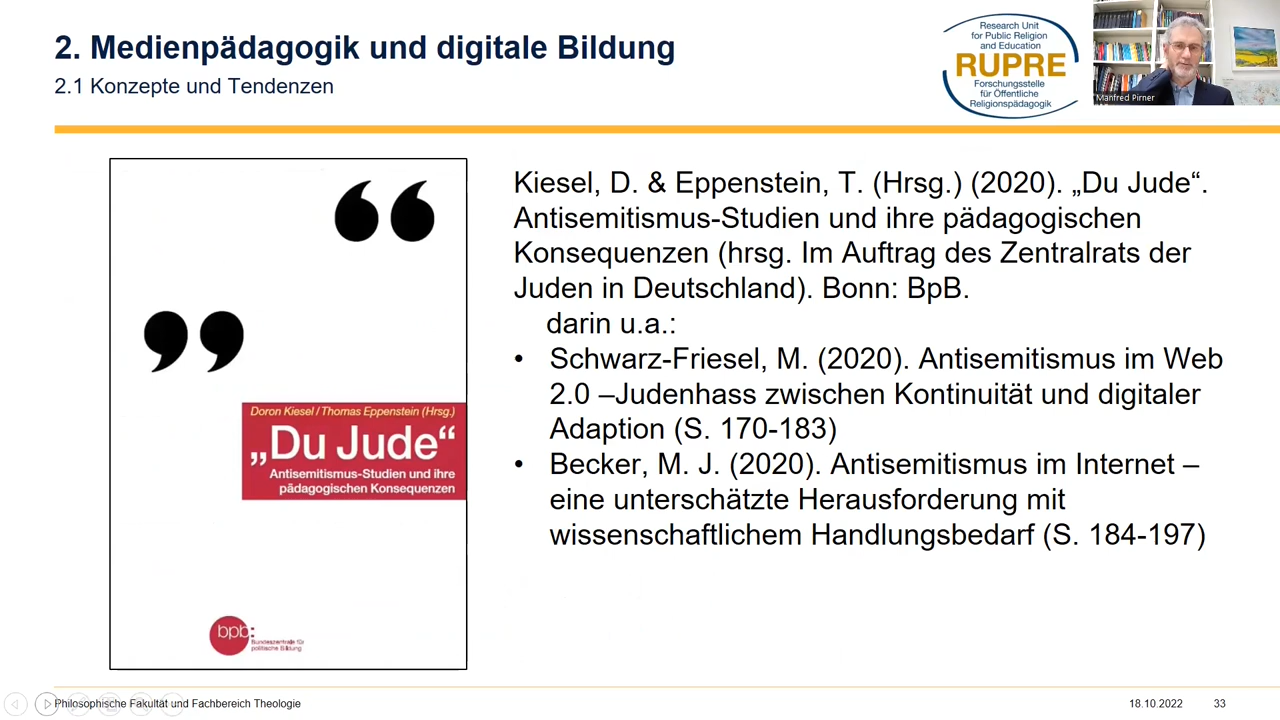 2. Medienpädagogik und digitale Bildung
2.1 Konzepte und Tendenzen
Research Unit
for Public Religion
and Education
RUPRE
Forschungsstelle
für Öffentliche
Religionspädagogik
Manfred Pirner
Doron Kiesel / Thomas Eppenstein (Hrsg.)
„Du Jude“
Antisemitismus-Studien und ihre
pädagogischen Konsequenzen
bpb:
Bundeszentrale für
politische Bildung
Kiesel, D. & Eppenstein, T. (Hrsg.) (2020). „Du Jude“.
Antisemitismus-Studien und ihre pädagogischen
Konsequenzen (hrsg. Im Auftrag des Zentralrats der
Juden in Deutschland). Bonn: BpB.
darin u.a.:
• Schwarz-Friesel, M. (2020). Antisemitismus im Web
2.0 –Judenhass zwischen Kontinuität und digitaler
Adaption (S. 170-183)
• Becker, M. J. (2020). Antisemitismus im Internet –
eine unterschätzte Herausforderung mit
wissenschaftlichem Handlungsbedarf (S. 184-197)
Philosophische Fakultät und Fachbereich Theologie
18.10.2022
33